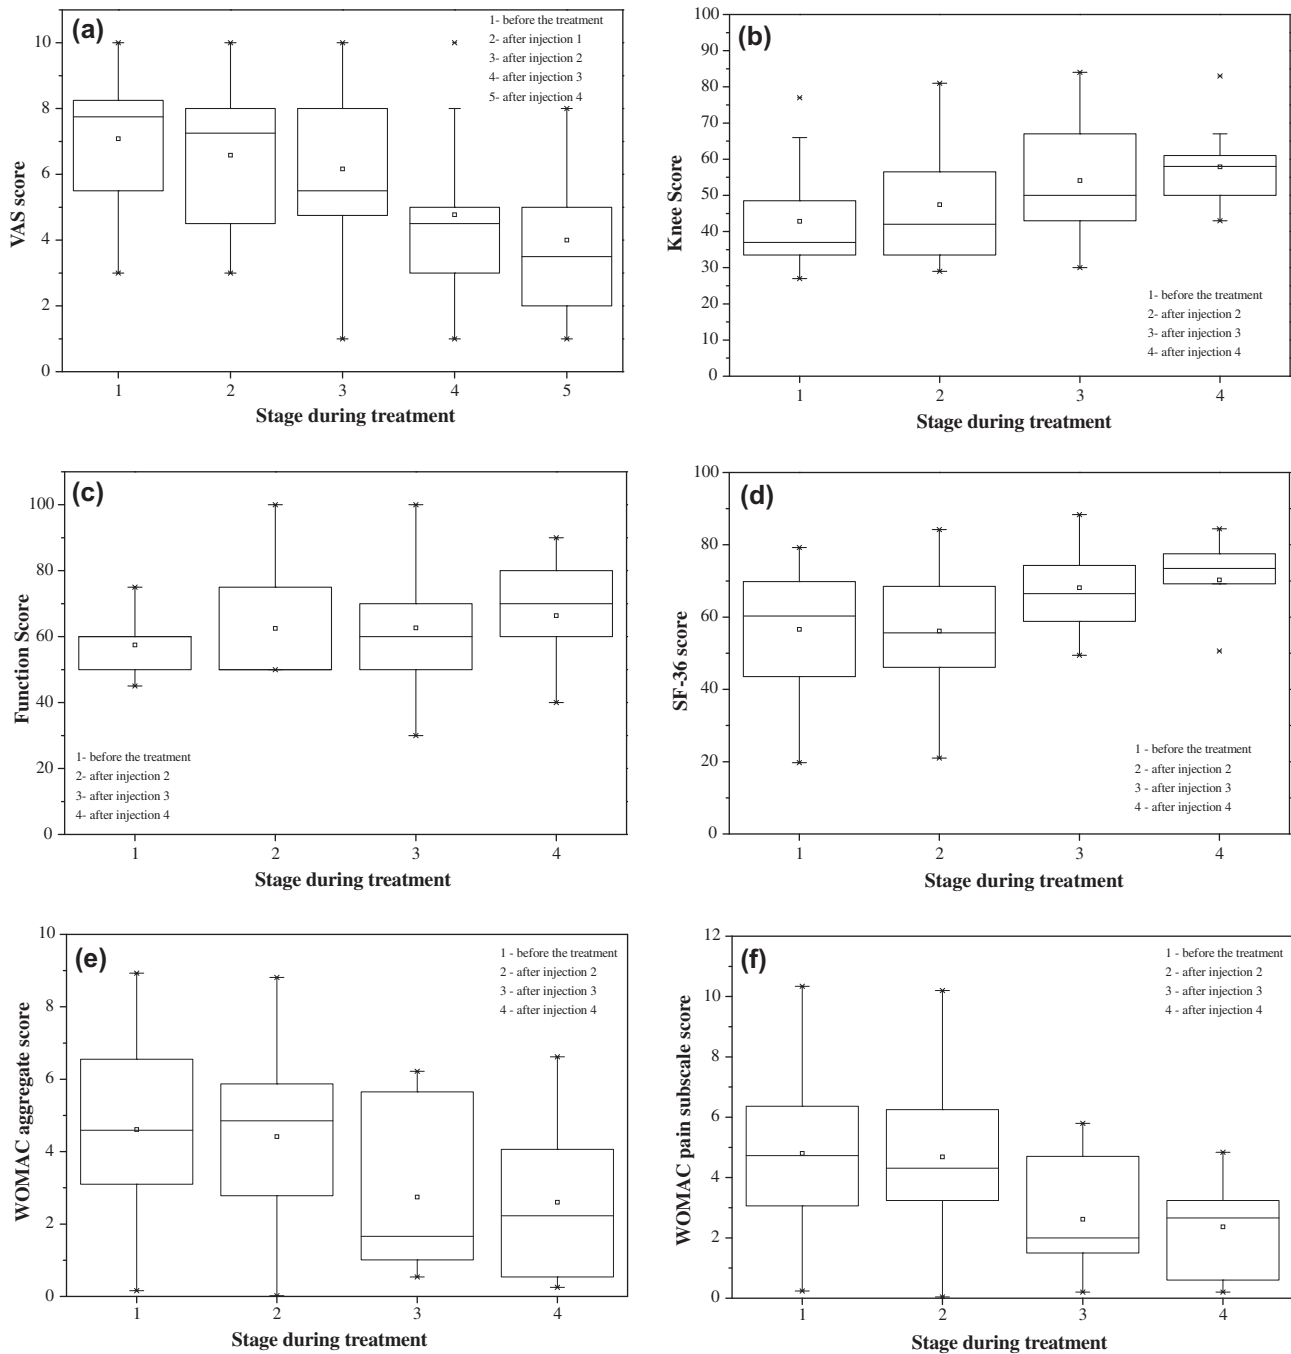 (a)
1- before the treatment
2- after injection 1
3- after injection 2
4- after injection 3
5- after injection 4
10
8
6
4
2
0
VAS score
1 2 3 4 5
Stage during treatment
(b)
100
90
80
70
60
50
40
30
20
10
0
Knee Score
1- before the treatment
2- after injection 2
3- after injection 3
4- after injection 4
1 2 3 4
Stage during treatment
(c)
100
80
60
40
20
0
Function Score
1- before the treatment
2- after injection 2
3- after injection 3
4- after injection 4
1 2 3 4
Stage during treatment
(d)
100
80
60
40
20
0
SF-36 score
1 - before the treatment
2 - after injection 2
3 - after injection 3
4 - after injection 4
1 2 3 4
Stage during treatment
(e)
1 - before the treatment
2 - after injection 2
3 - after injection 3
4 - after injection 4
10
8
6
4
2
0
WOMAC aggregate score
1 2 3 4
Stage during treatment
(f)
1 - before the treatment
2 - after injection 2
3 - after injection 3
4 - after injection 4
12
10
8
6
4
2
0
WOMAC pain subscale score
1 2 3 4
Stage during treatment